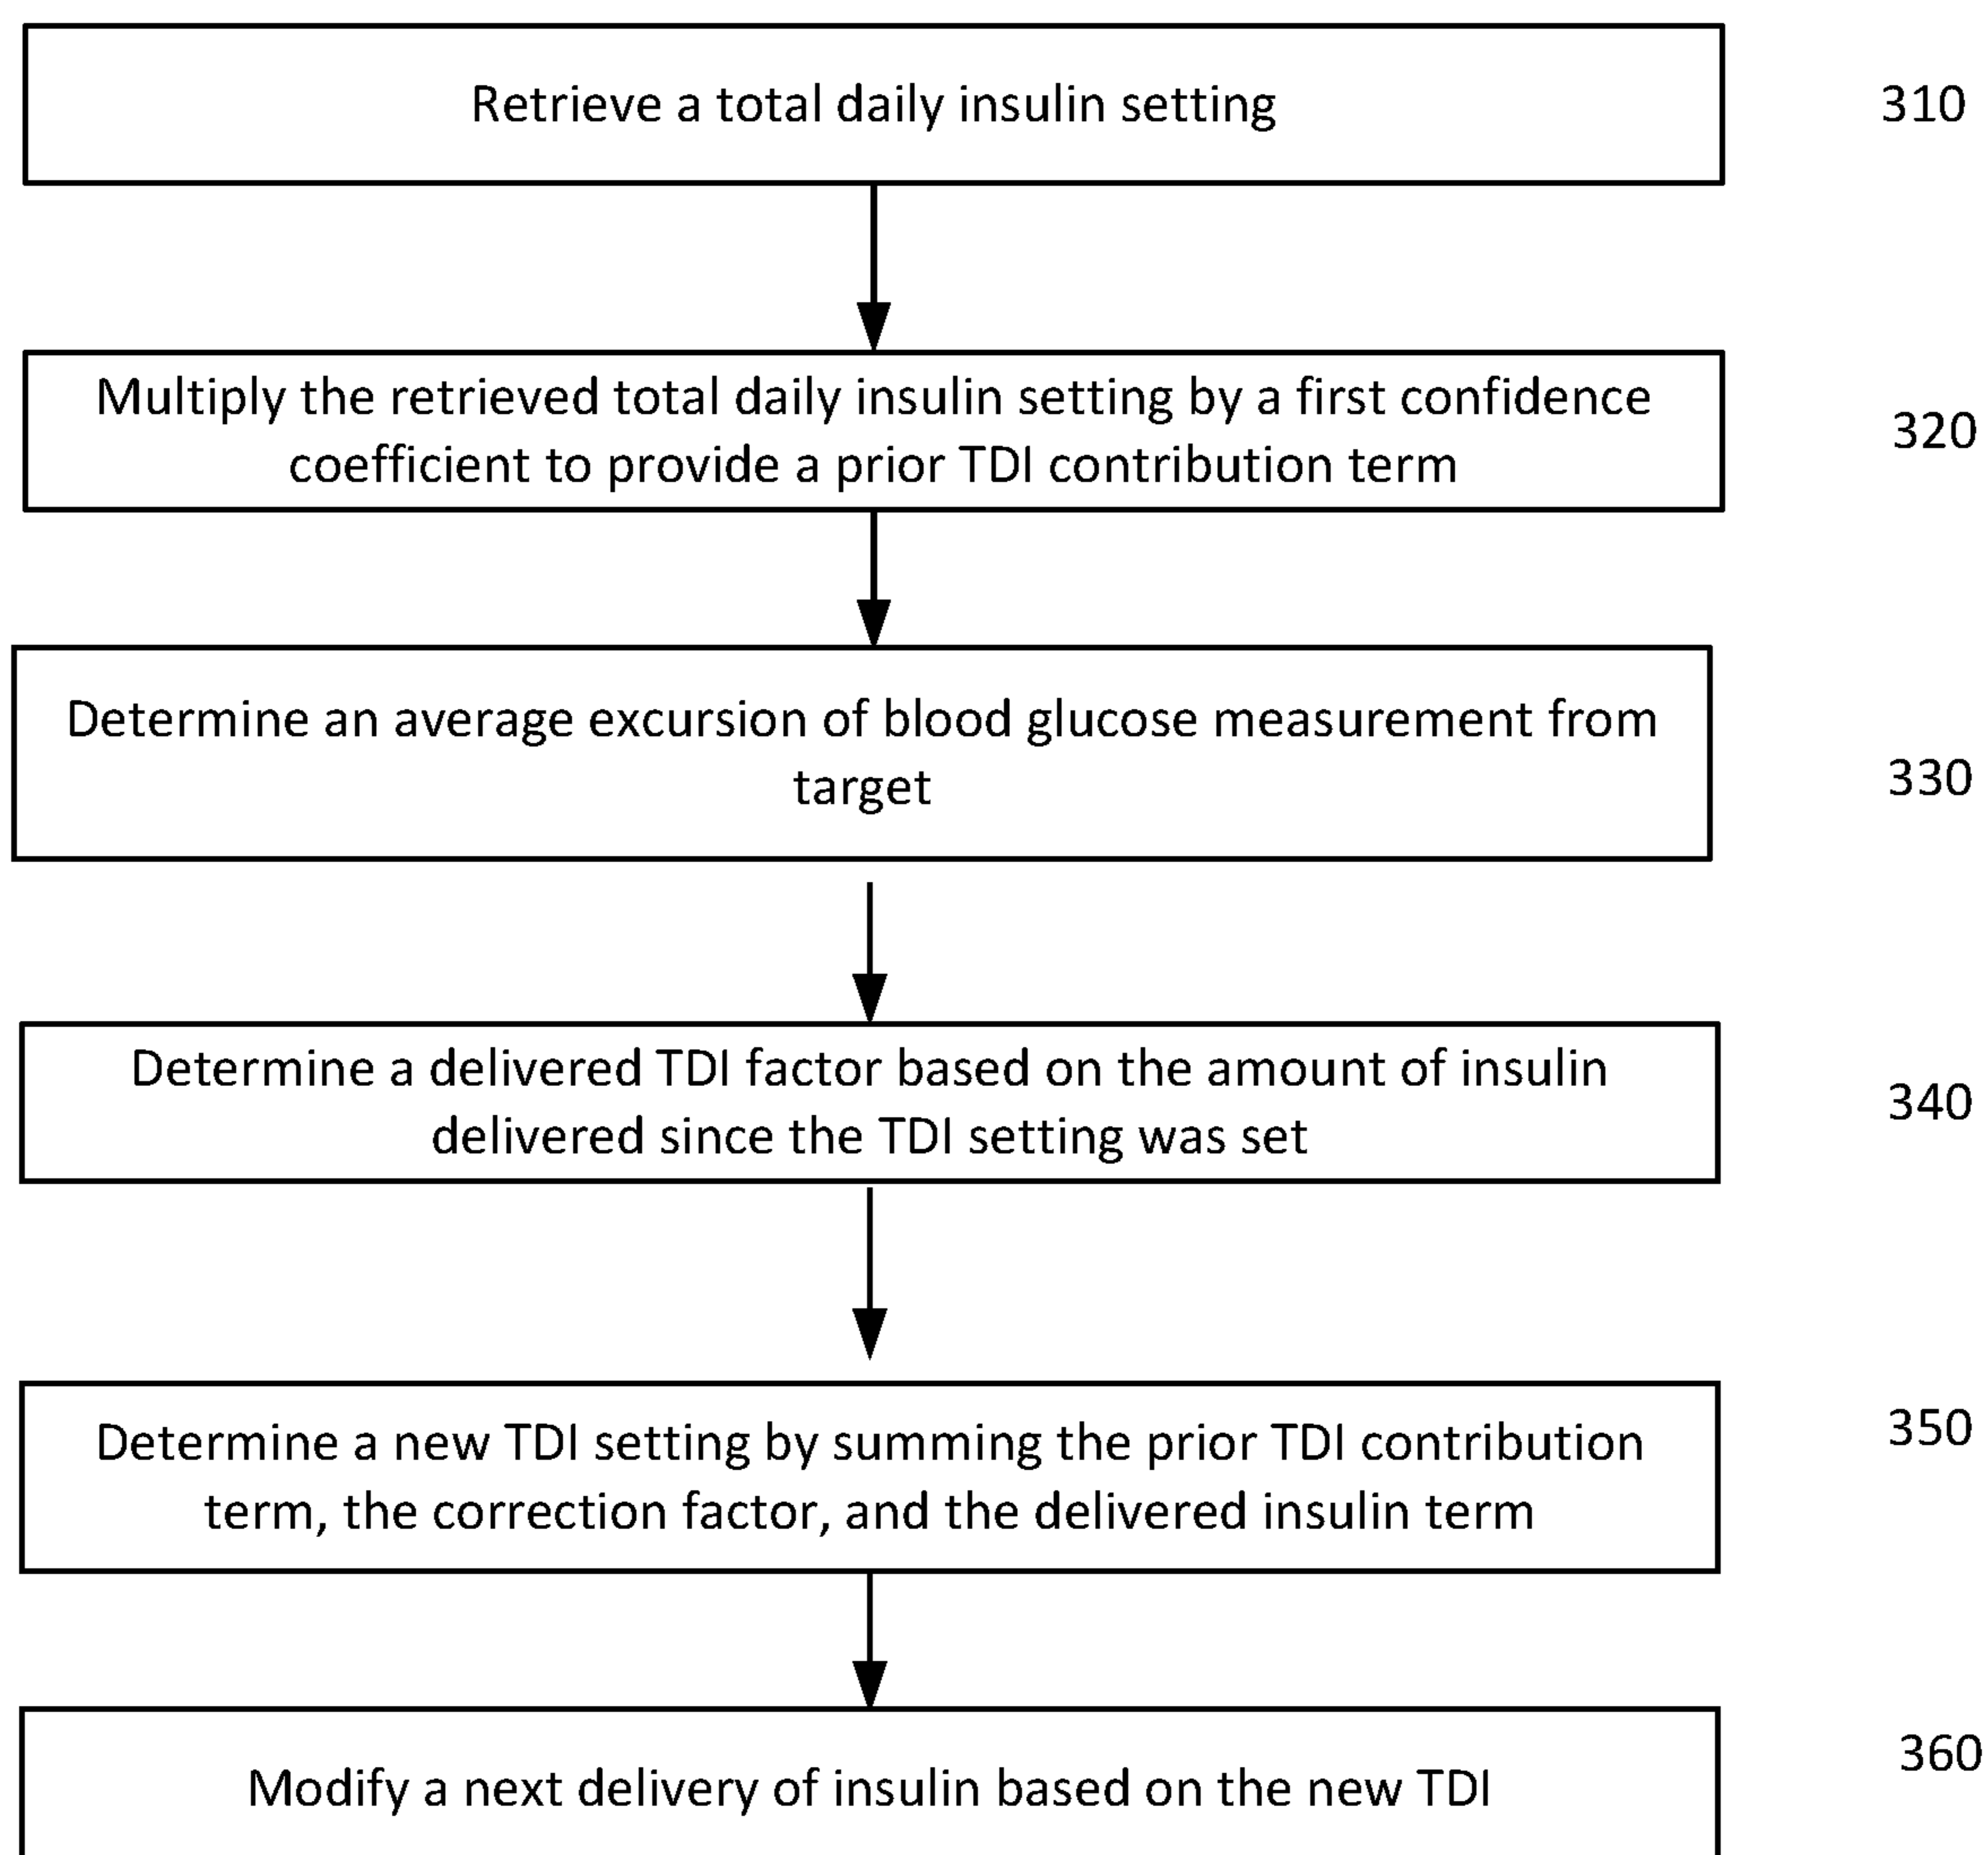 Retrieve a total daily insulin setting
310
Multiply the retrieved total daily insulin setting by a first confidence
coefficient to provide a prior TDI contribution term
320
Determine an average excursion of blood glucose measurement from
target
330
Determine a delivered TDI factor based on the amount of insulin
delivered since the TDI setting was set
340
Determine a new TDI setting by summing the prior TDI contribution
term, the correction factor, and the delivered insulin term
350
Modify a next delivery of insulin based on the new TDI
360